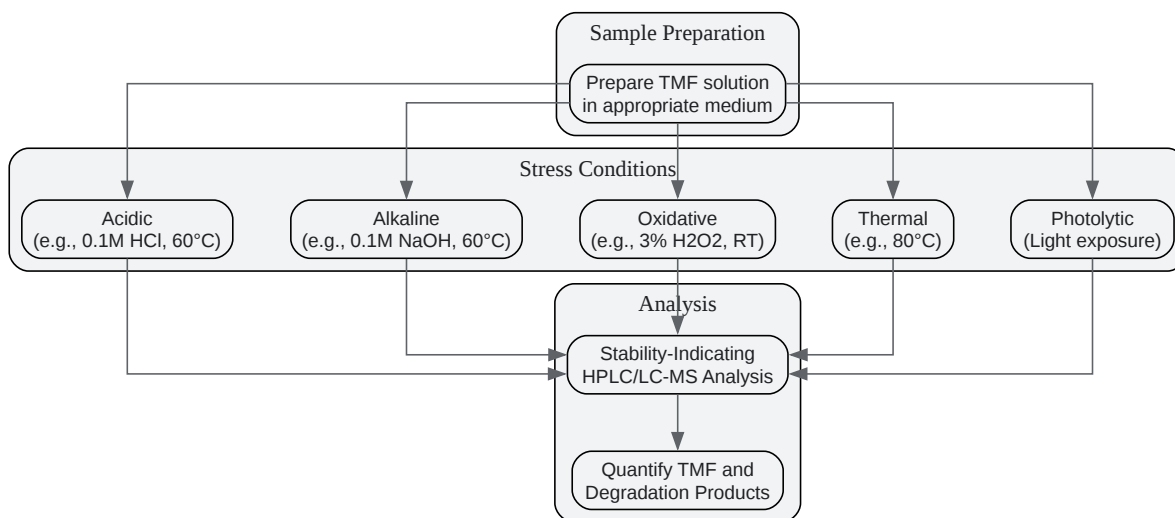 Sample Preparation
Prepare TMF solution
in appropriate medium
Stress Conditions
Acidic
(e.g., 0.1M HCl, 60°C)
Alkaline
(e.g., 0.1M NaOH, 60°C)
Oxidative
(e.g., 3% H2O2, RT)
Thermal
(e.g., 80°C)
Photolytic
(Light exposure)
Analysis
Stability-Indicating
HPLC/LC-MS Analysis
Quantify TMF and
Degradation Products